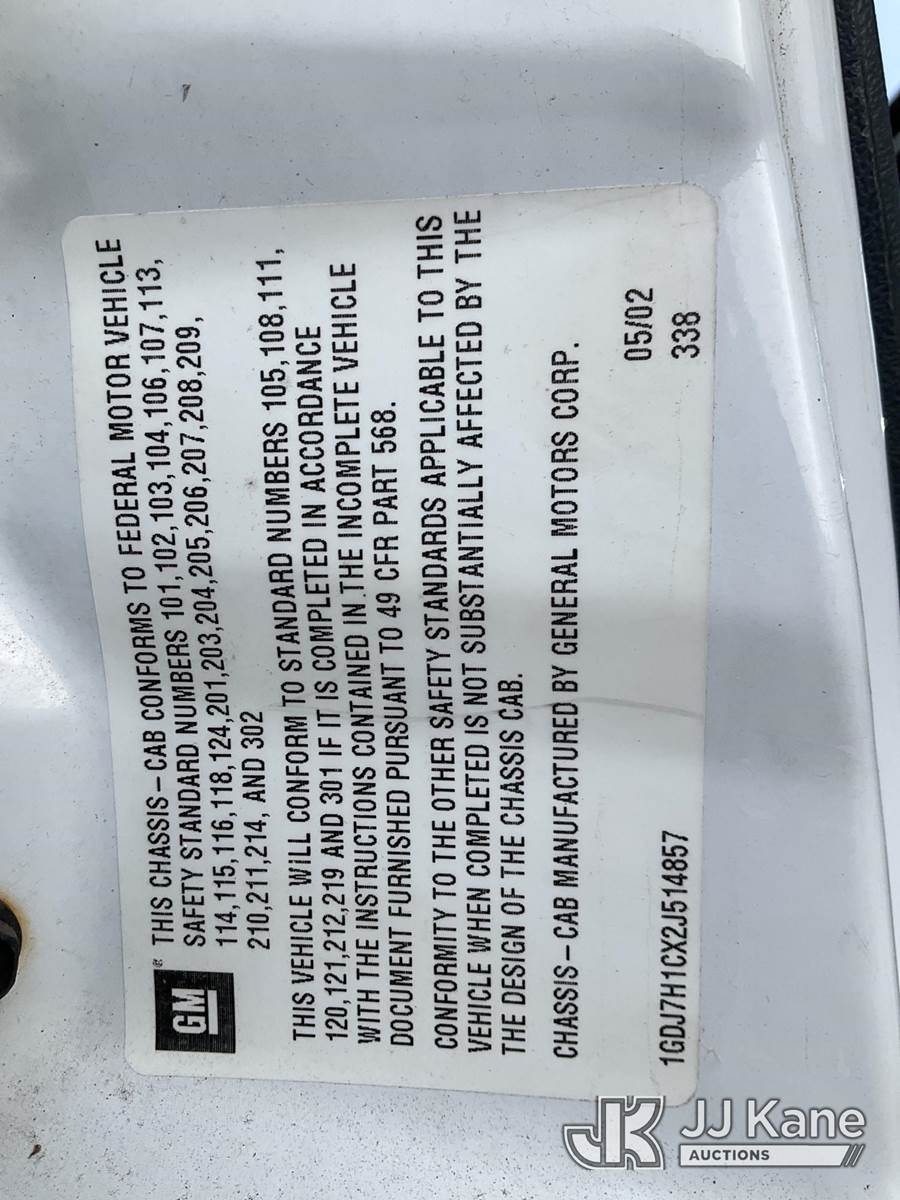 GM
THIS CHASSIS-CAB CONFORMS TO FEDERAL MOTOR VEHICLE
SAFETY STANDARD NUMBERS 101,102,103,104,106,107,113,
114,115,116,118,124,201,203,204,205,206,207,208,209,
210,211,214, AND 302
THIS VEHICLE WILL CONFORM TO STANDARD NUMBERS 105,108,111,
120,121,212,219 AND 301 IF IT IS COMPLETED IN ACCORDANCE
WITH THE INSTRUCTIONS CONTAINED IN THE INCOMPLETE VEHICLE
DOCUMENT FURNISHED PURSUANT TO 49 CFR PART 568.
CONFORMITY TO THE OTHER SAFETY STANDARDS APPLICABLE TO THIS
VEHICLE WHEN COMPLETED IS NOT SUBSTANTIALLY AFFECTED BY THE
THE DESIGN OF THE CHASSIS CAB.
CHASSIS-CAB MANUFACTURED BY GENERAL MOTORS CORP.
05/02
1GDJ7H1CX2J514857 338
JK JJ Kane
AUCTIONS